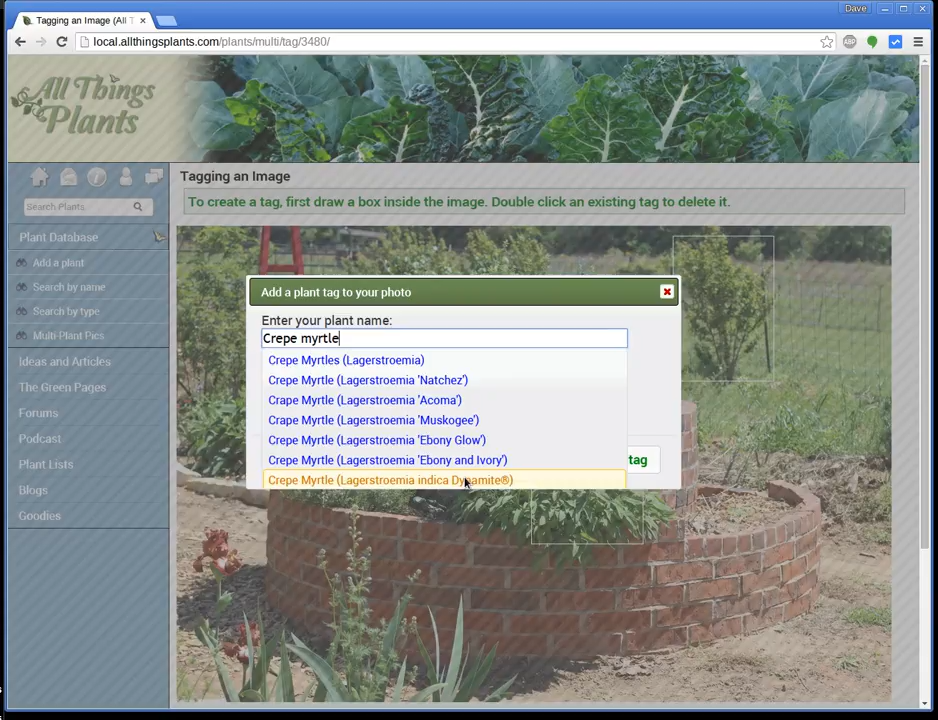 Dave
Tagging an Image (All T
local.allthingsplants.com/plants/multi/tag/3480/
ABP
All Things
Plants
Tagging an Image
To create a tag, first draw a box inside the image. Double click an existing tag to delete it.
Search Plants
Plant Database
Add a plant
Search by name
Search by type
Multi-Plant Pics
Ideas and Articles
The Green Pages
Forums
Podcast
Plant Lists
Blogs
Goodies
Add a plant tag to your photo
Enter your plant name:
Crepe myrtle
Crepe Myrtles (Lagerstroemia)
Crepe Myrtle (Lagerstroemia 'Natchez')
Crape Myrtle (Lagerstroemia 'Acoma')
Crape Myrtle (Lagerstroemia 'Muskogee')
Crepe Myrtle (Lagerstroemia 'Ebony Glow')
Crepe Myrtle (Lagerstroemia 'Ebony and Ivory')
Crepe Myrtle (Lagerstroemia indica Dynamite®)
tag